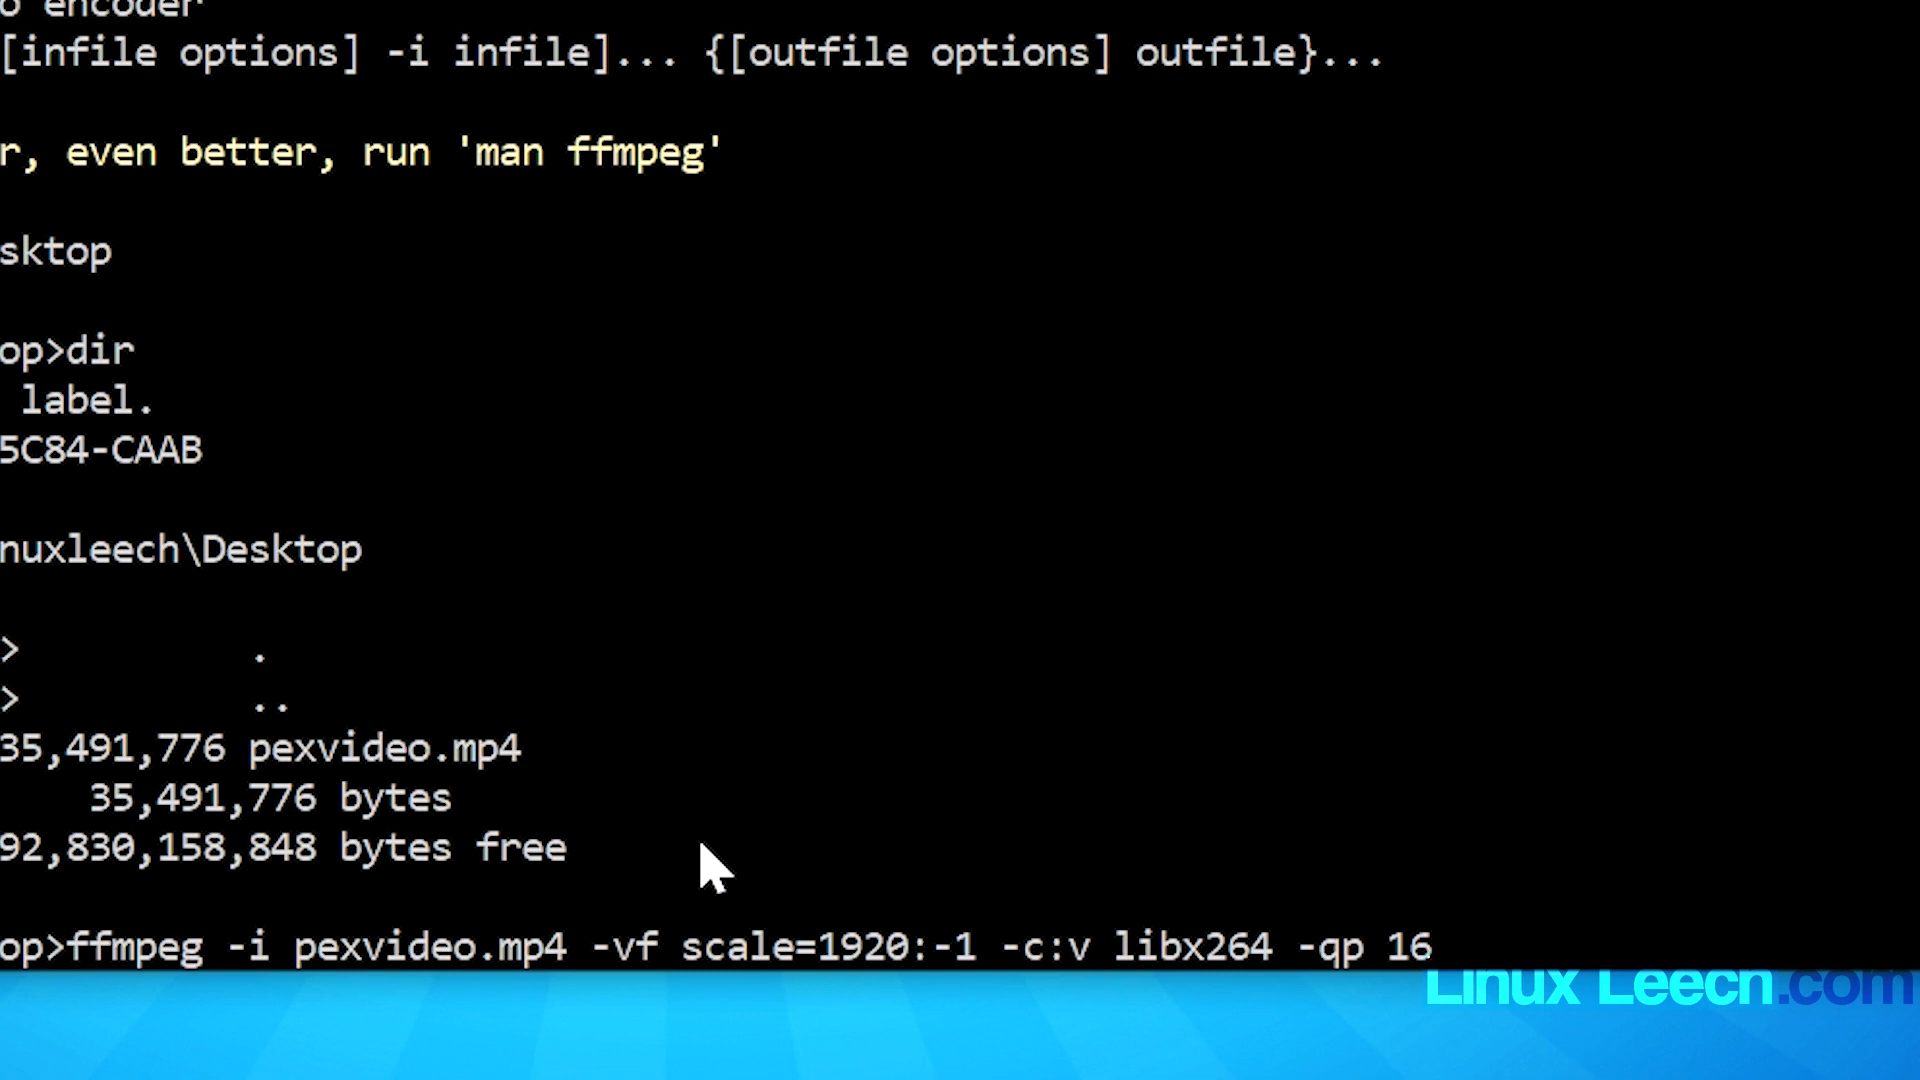 o encoder
[infile options] -i infile]... {[outfile options] outfile}...
r, even better, run 'man ffmpeg'
sktop
op>dir
label.
5C84-CAAB
nuxleech\Desktop
> .
> ..
35,491,776 pexvideo.mp4
35,491,776 bytes
92,830,158,848 bytes free
op>ffmpeg -i pexvideo.mp4 -vf scale=1920:-1 -c:v libx264 -qp 16
Linux Leech.com